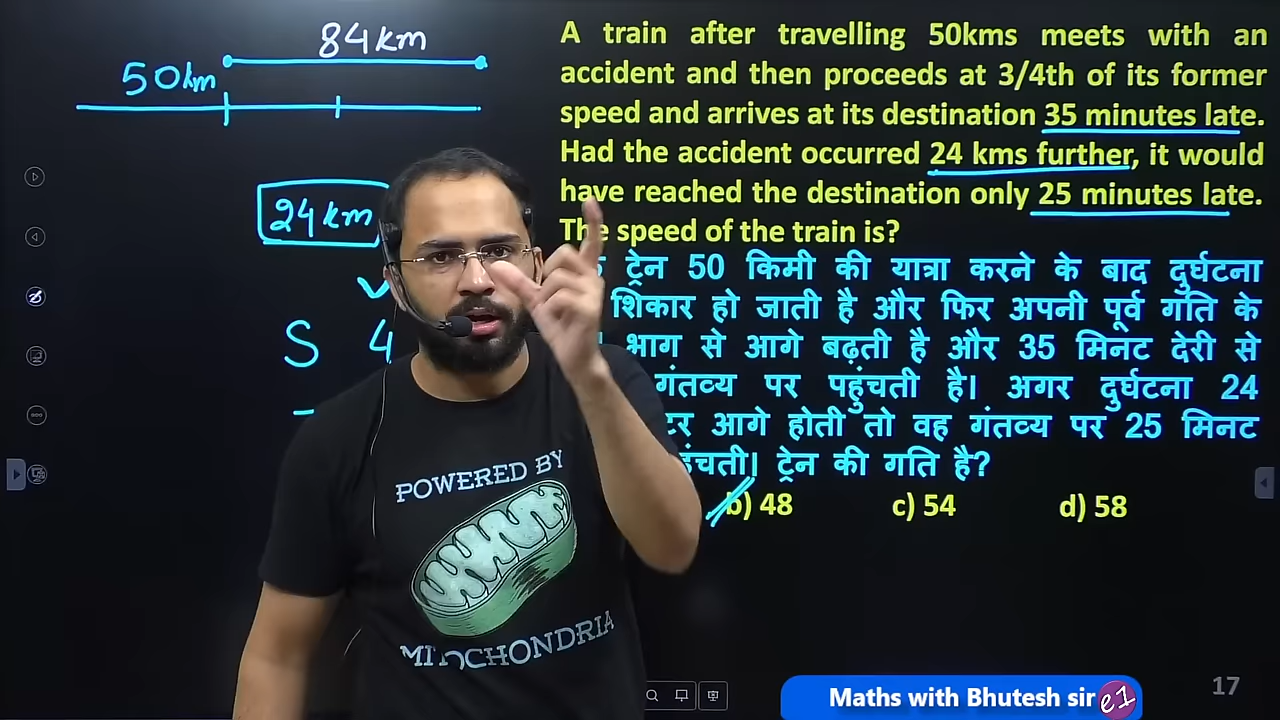 84km
50km
24km
S 4
A train after travelling 50kms meets with an
accident and then proceeds at 3/4th of its former
speed and arrives at its destination 35 minutes late.
Had the accident occurred 24 kms further, it would
have reached the destination only 25 minutes late.
The speed of the train is?
ट्रेन 50 किमी की यात्रा करने के बाद दुर्घटना
शिकार हो जाती है और फिर अपनी पूर्व गति के
भाग से आगे बढ़ती है और 35 मिनट देरी से
गंतव्य पर पहुंचती है। अगर दुर्घटना 24
आगे होती तो वह गंतव्य पर 25 मिनट
ट्रेन की गति है?
b) 48 c) 54 d) 58
POWERED BY
MITOCHONDRIA
Maths with Bhutesh sir e1
17